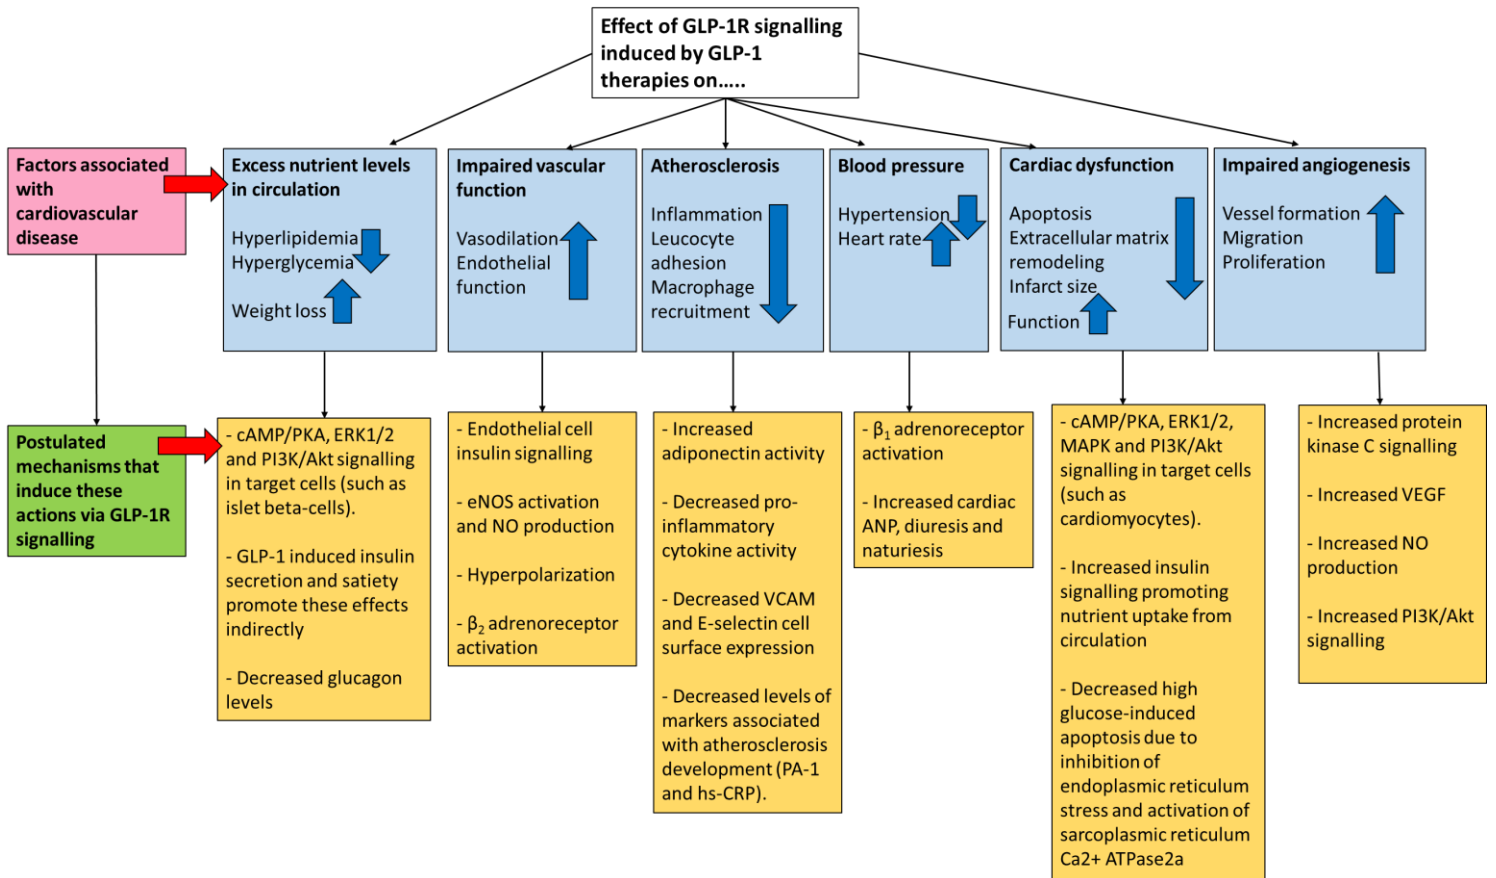 Effect of GLP-1R signalling
induced by GLP-1
therapies on.....
Factors associated
with
cardiovascular
disease
Excess nutrient levels
in circulation
Hyperlipidemia
Hyperglycemia
Weight loss
Impaired vascular
function
Vasodilation
Endothelial
function
Atherosclerosis
Inflammation
Leucocyte
adhesion
Macrophage
recruitment
Blood pressure
Hypertension
Heart rate
Cardiac dysfunction
Apoptosis
Extracellular matrix
remodeling
Infarct size
Function
Impaired angiogenesis
Vessel formation
Migration
Proliferation
Postulated
mechanisms that
induce these
actions via GLP-1R
signalling
- cAMP/PKA, ERK1/2
and PI3K/Akt signalling
in target cells (such as
islet beta-cells).
- GLP-1 induced insulin
secretion and satiety
promote these effects
indirectly
- Decreased glucagon
levels
- Endothelial cell
insulin signalling
- eNOS activation
and NO production
- Hyperpolarization
- β₂ adrenoreceptor
activation
- Increased
adiponectin activity
- Decreased pro-
inflammatory
cytokine activity
- Decreased VCAM
and E-selectin cell
surface expression
- Decreased levels of
markers associated
with atherosclerosis
development (PA-1
and hs-CRP).
- β₁ adrenoreceptor
activation
- Increased cardiac
ANP, diuresis and
naturiesis
- cAMP/PKA, ERK1/2,
MAPK and PI3K/Akt
signalling in target cells
(such as
cardiomyocytes).
- Increased insulin
signalling promoting
nutrient uptake from
circulation
- Decreased high
glucose-induced
apoptosis due to
inhibition of
endoplasmic reticulum
stress and activation of
sarcoplasmic reticulum
Ca2+ ATPase2a
- Increased protein
kinase C signalling
- Increased VEGF
- Increased NO
production
- Increased PI3K/Akt
signalling